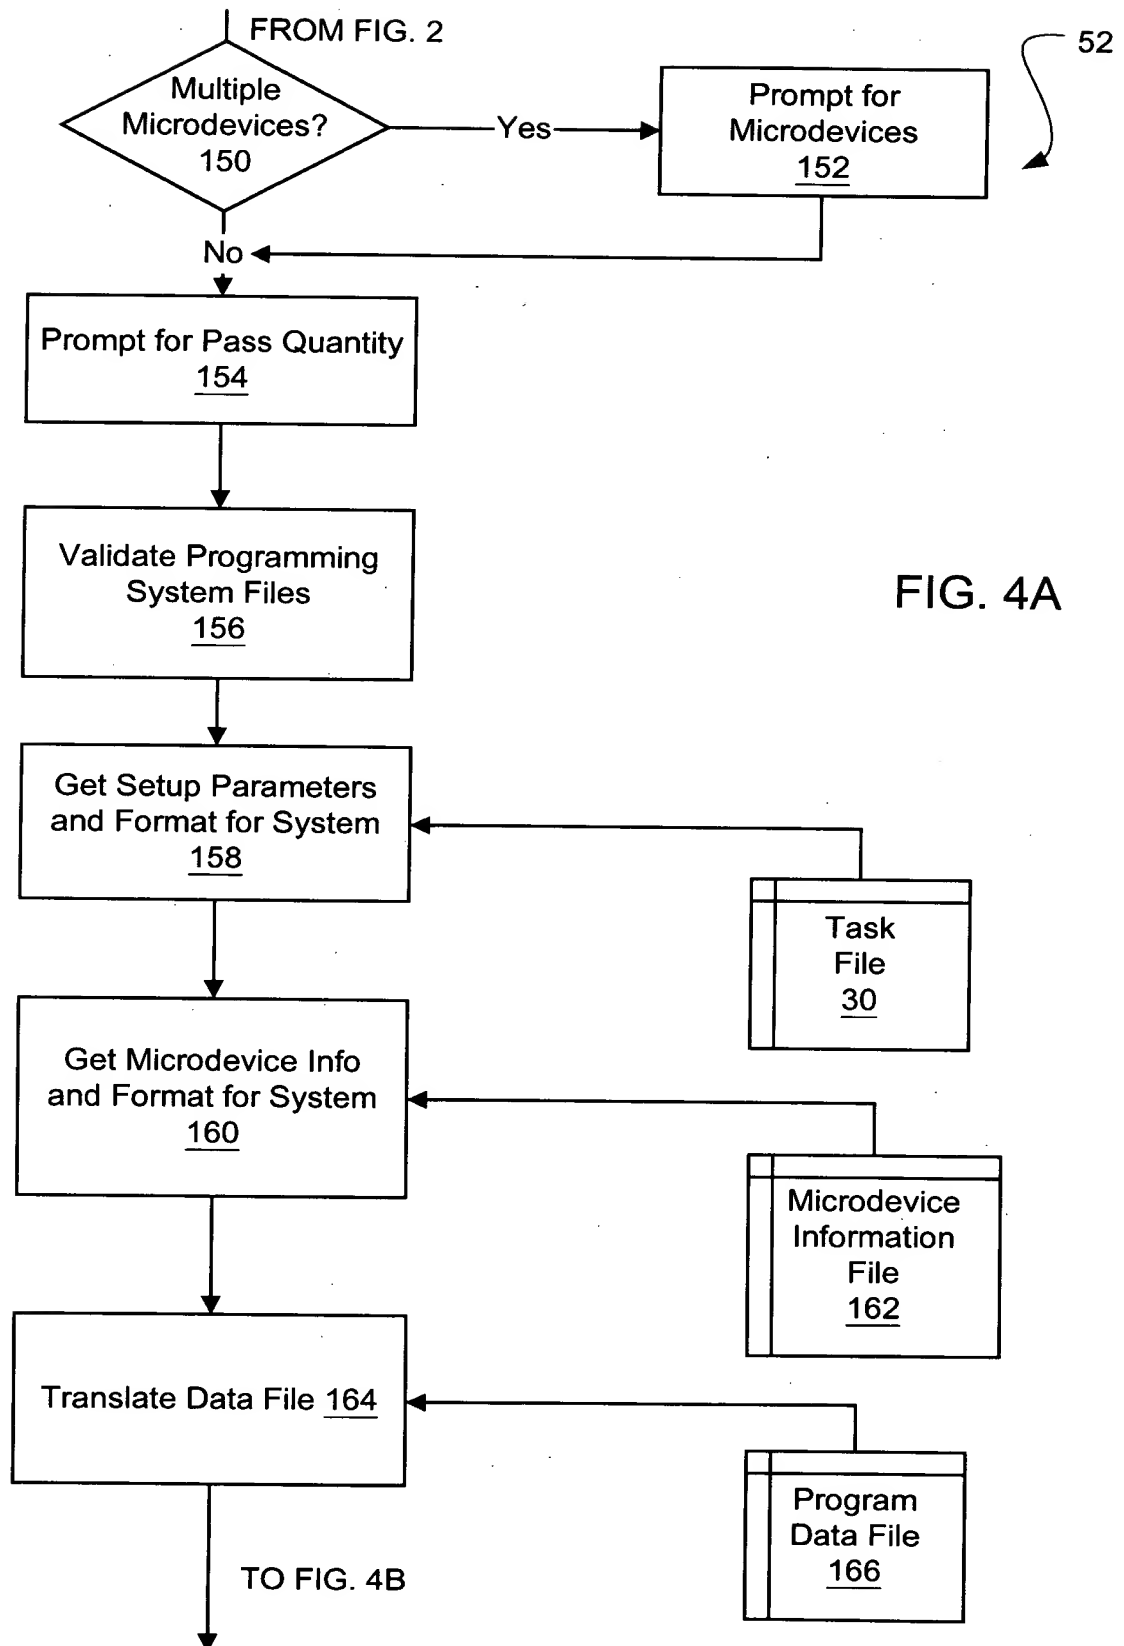 FROM FIG. 2
52
Multiple
Microdevices?
150
Yes
Prompt for
Microdevices
152
No
Prompt for Pass Quantity
154
Validate Programming
System Files
156
FIG. 4A
Get Setup Parameters
and Format for System
158
Task
File
30
Get Microdevice Info
and Format for System
160
Microdevice
Information
File
162
Translate Data File 164
Program
Data File
166
TO FIG. 4B